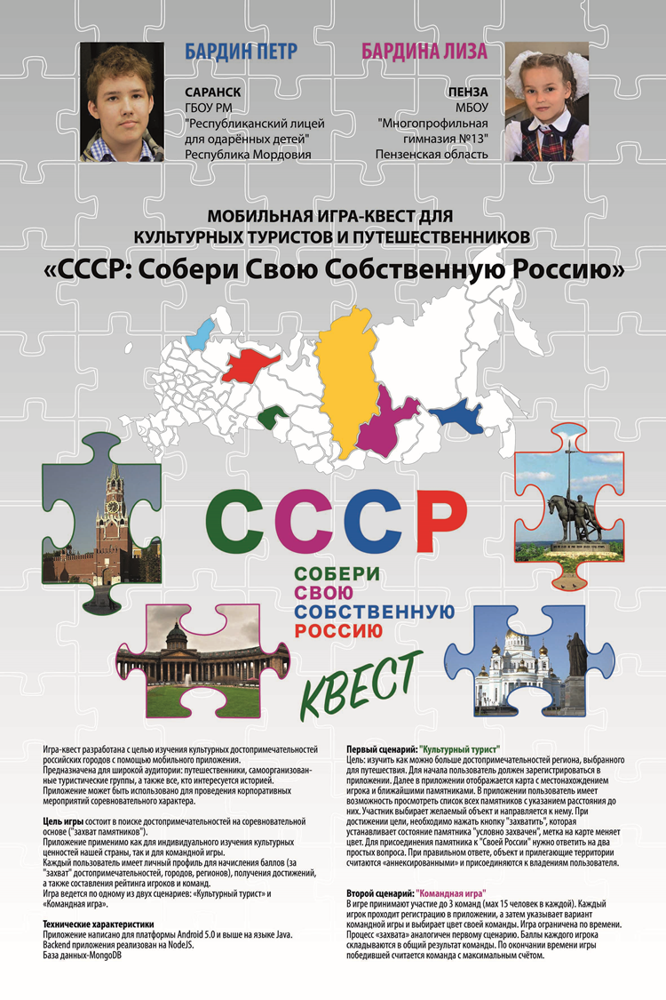 БАРДИН ПЕТР
САРАНСК
ГБОУ РМ
"Республиканский лицей
для одарённых детей"
Республика Мордовия
БАРДИНА ЛИЗА
ПЕНЗА
МБОУ
"Многопрофильная
гимназия №13"
Пензенская область
МОБИЛЬНАЯ ИГРА-КВЕСТ ДЛЯ
КУЛЬТУРНЫХ ТУРИСТОВ И ПУТЕШЕСТВЕННИКОВ
«СССР: Собери Свою Собственную Россию»
СССР
СОБЕРИ
СВОЮ
СОБСТВЕННУЮ
РОССИЮ
КВЕСТ
Игра-квест разработана с целью изучения культурных достопримечательностей
российских городов с помощью мобильного приложения.
Предназначена для широкой аудитории: путешественники, самоорганизован-
ные туристические группы, а также все, кто интересуется историей.
Приложение может быть использовано для проведения корпоративных
мероприятий соревновательного характера.
Цель игры состоит в поиске достопримечательностей на соревновательной
основе ("захват памятников").
Приложение применимо как для индивидуального изучения культурных
ценностей нашей страны, так и для командной игры.
Каждый пользователь имеет личный профиль для начисления баллов (за
"захват" достопримечательностей, городов, регионов), получения достижений,
а также составления рейтинга игроков и команд.
Игра ведется по одному из двух сценариев: «Культурный турист» и
«Командная игра».
Технические характеристики
Приложение написано для платформы Android 5.0 и выше на языке Java.
Backend приложения реализован на NodeJS.
База данных-MongoDB
Первый сценарий: "Культурный турист"
Цель: изучить как можно больше достопримечательностей региона, выбранного
для путешествия. Для начала пользователь должен зарегистрироваться в
приложении. Далее в приложении отображается карта с местонахождением
игрока и ближайшими памятниками. В приложении пользователь имеет
возможность просмотреть список всех памятников с указанием расстояния до
них. Участник выбирает желаемый объект и направляется к нему. При
достижении цели, необходимо нажать кнопку "захватить", которая
устанавливает состояние памятника "условно захвачен", метка на карте меняет
цвет. Для присоединения памятника к "Своей России" нужно ответить на два
простых вопроса. При правильном ответе, объект и прилегающие территории
считаются «аннексированными» и присоединяются к владениям пользователя.
Второй сценарий: "Командная игра"
В игре принимают участие до 3 команд (мах 15 человек в каждой). Каждый
игрок проходит регистрацию в приложении, а затем указывает вариант
командной игры и выбирает цвет своей команды. Игра ограничена по времени.
Процесс «захвата» аналогичен первому сценарию. Баллы каждого игрока
складываются в общий результат команды. По окончании времени игры
победившей считается команда с максимальным счётом.